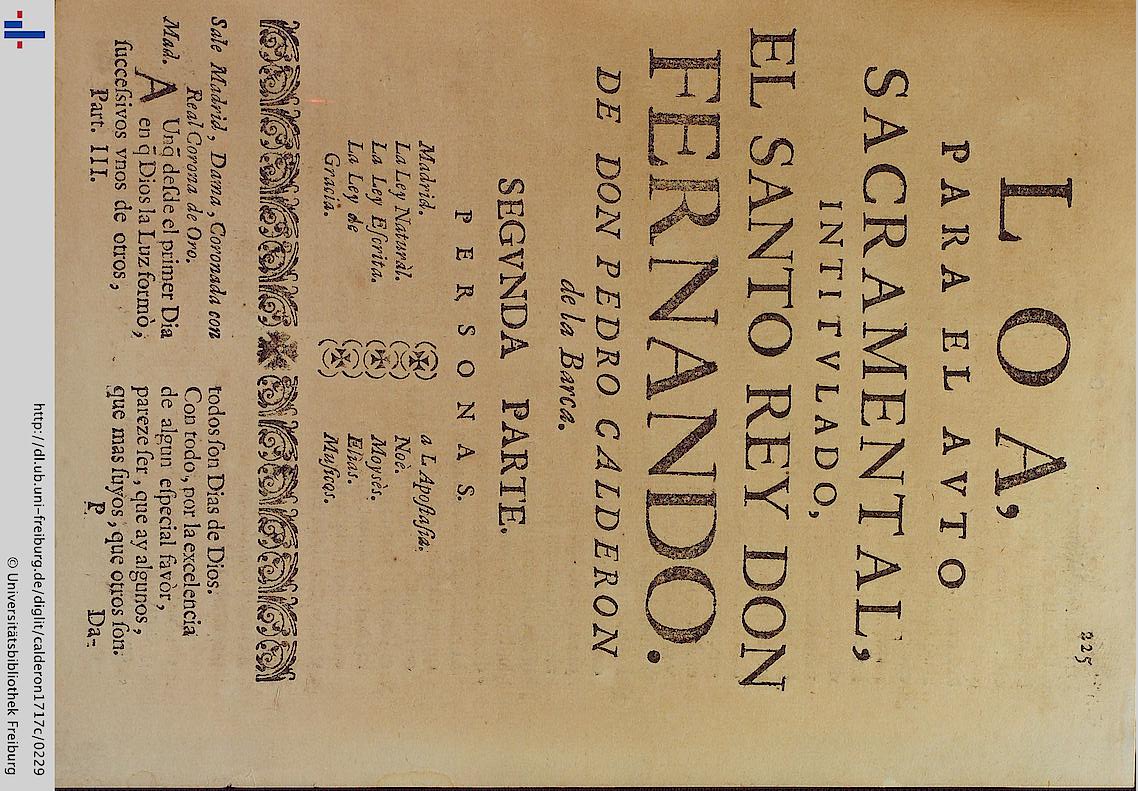 225
LOA,
PARA EL AVTO
SACRAMENTAL,
INTITVLADO,
EL SANTO REY DON
FERNANDO.
DE DON PEDRO CALDERON
de la Barca.
SEGVNDA PARTE.
PERSONAS.
Madrid.
La Ley Naturàl.
La Ley Eſcrita.
La Ley de
Gracia.
a L Apoſtaſia.
Noè.
Moysès.
Elias.
Muſicos.
Sale Madrid, Dama, Coronada con
Real Corona de Oro.
Mad. AUnq̃ deſde el primer Dia
en q̃ Dios la Luz formò,
ſucceſsivos vnos de otros,
Part. III.
todos ſon Dias de Dios.
Con todo, por la excelencia
de algun eſpecial favòr,
pareze ſer, que ay algunos,
que mas ſuyos, que otros ſon.
P Da-
http://dl.ub.uni-freiburg.de/diglit/calderon1717c/0229
© Universitätsbibliothek Freiburg